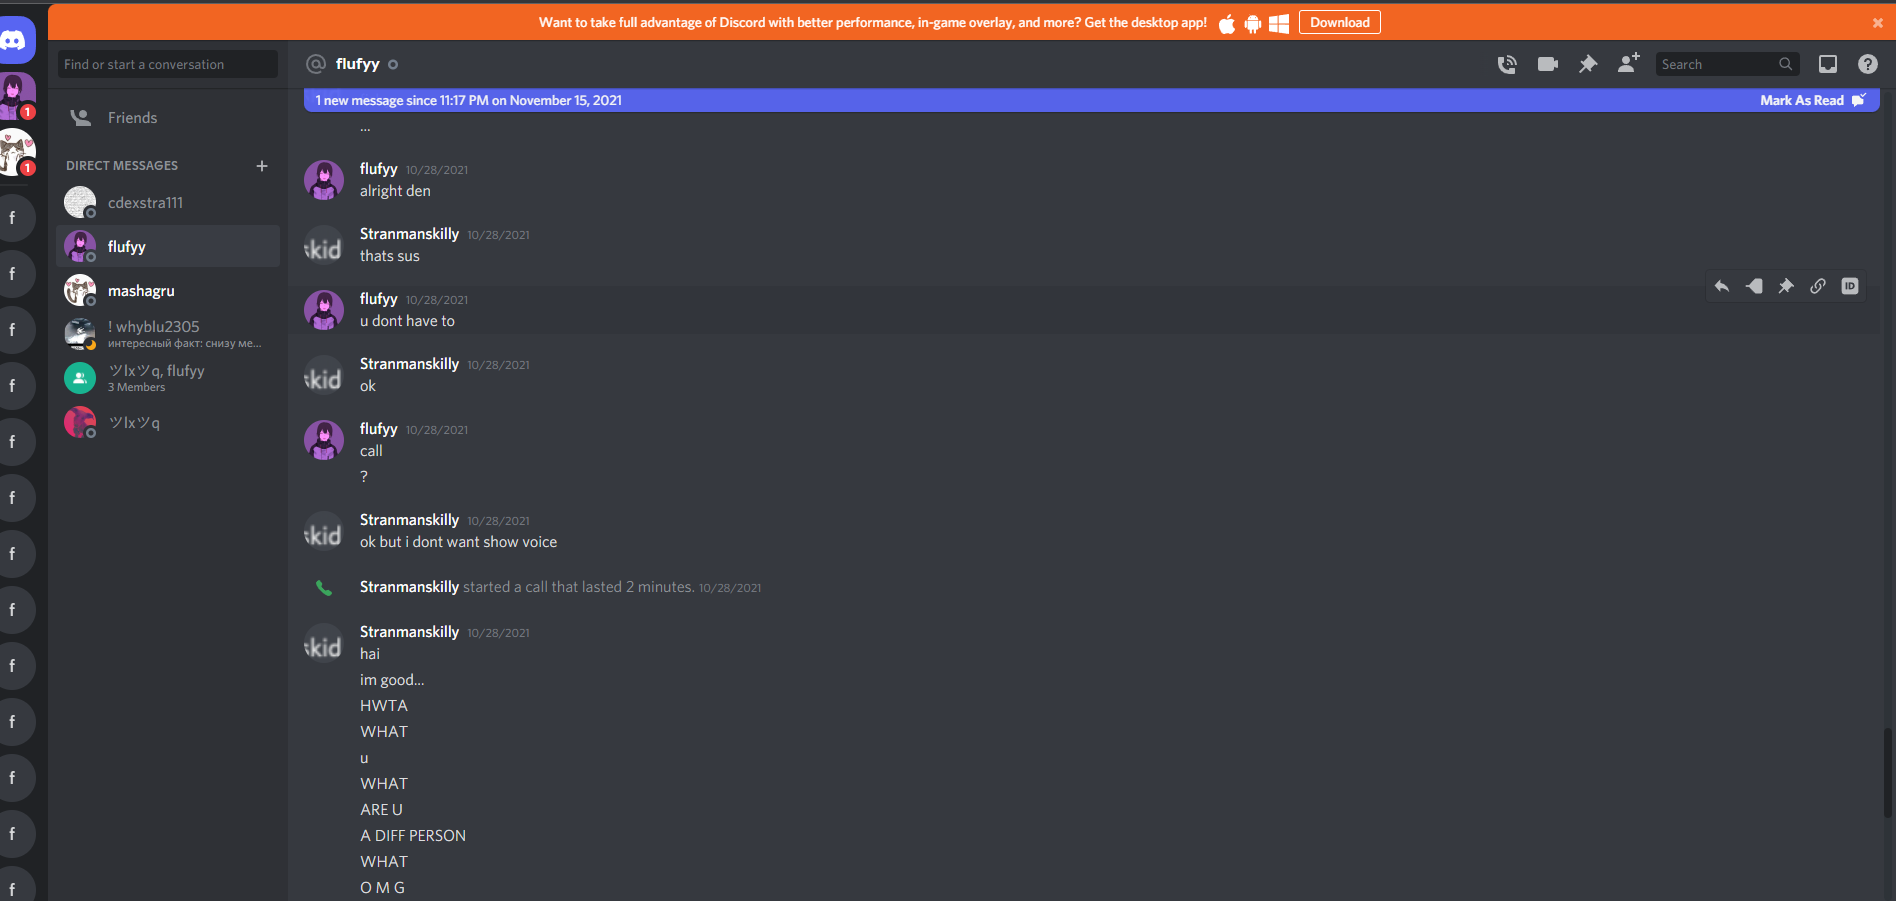 Want to take full advantage of Discord with better performance, in-game overlay, and more? Get the desktop app! Download
Find or start a conversation
flufyy
Search
1 new message since 11:17 PM on November 15, 2021
Mark As Read
Friends
DIRECT MESSAGES
cdexstra111
flufyy
mashagru
! whyblu2305
интересный факт: снизу ме...
ツlxツq, flufyy
3 Members
ツlxツq
1
1
f
f
f
f
f
f
f
f
f
f
f
f
f
...
flufyy 10/28/2021
alright den
kid
Stranmanskilly 10/28/2021
thats sus
flufyy 10/28/2021
u dont have to
ID
kid
Stranmanskilly 10/28/2021
ok
flufyy 10/28/2021
call
?
kid
Stranmanskilly 10/28/2021
ok but i dont want show voice
Stranmanskilly started a call that lasted 2 minutes. 10/28/2021
kid
Stranmanskilly 10/28/2021
hai
im good...
HWTA
WHAT
u
WHAT
ARE U
A DIFF PERSON
WHAT
O M G